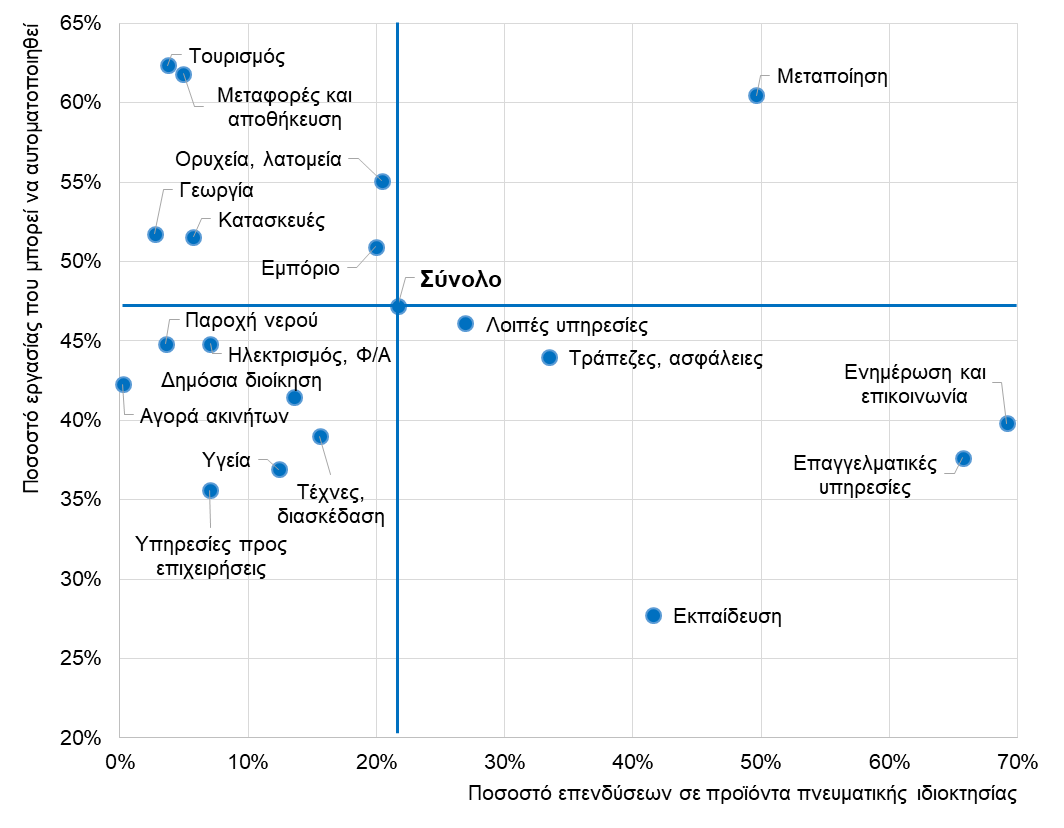 Ποσοστό εργασίας που μπορεί να αυτοματοποιηθεί
65%
60%
55%
50%
45%
40%
35%
30%
25%
20%
Τουρισμός
Μεταφορές και
αποθήκευση
Μεταποίηση
Ορυχεία, λατομεία
Γεωργία
Κατασκευές
Εμπόριο
Σύνολο
Παροχή νερού
Λοιπές υπηρεσίες
Ηλεκτρισμός, Φ/Α
Τράπεζες, ασφάλειες
Δημόσια διοίκηση
Ενημέρωση και
επικοινωνία
Αγορά ακινήτων
Υγεία
Επαγγελματικές
υπηρεσίες
Τέχνες,
διασκέδαση
Υπηρεσίες προς
επιχειρήσεις
Εκπαίδευση
0% 10% 20% 30% 40% 50% 60% 70%
Ποσοστό επενδύσεων σε προϊόντα πνευματικής ιδιοκτησίας